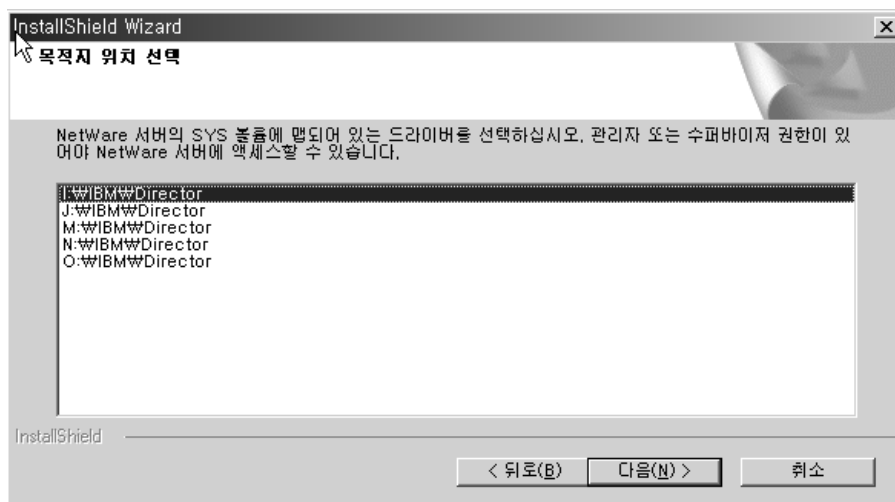 InstallShield Wizard
목적지 위치 선택
NetWare 서버의 SYS 볼륨에 맵되어 있는 드라이버를 선택하십시오. 관리자 또는 수퍼바이저 권한이 있
어야 NetWare 서버에 액세스할 수 있습니다.
I:₩IBM₩Director
J:₩IBM₩Director
M:₩IBM₩Director
N:₩IBM₩Director
O:₩IBM₩Director
InstallShield
< 뒤로(B)
다음(N) >
취소